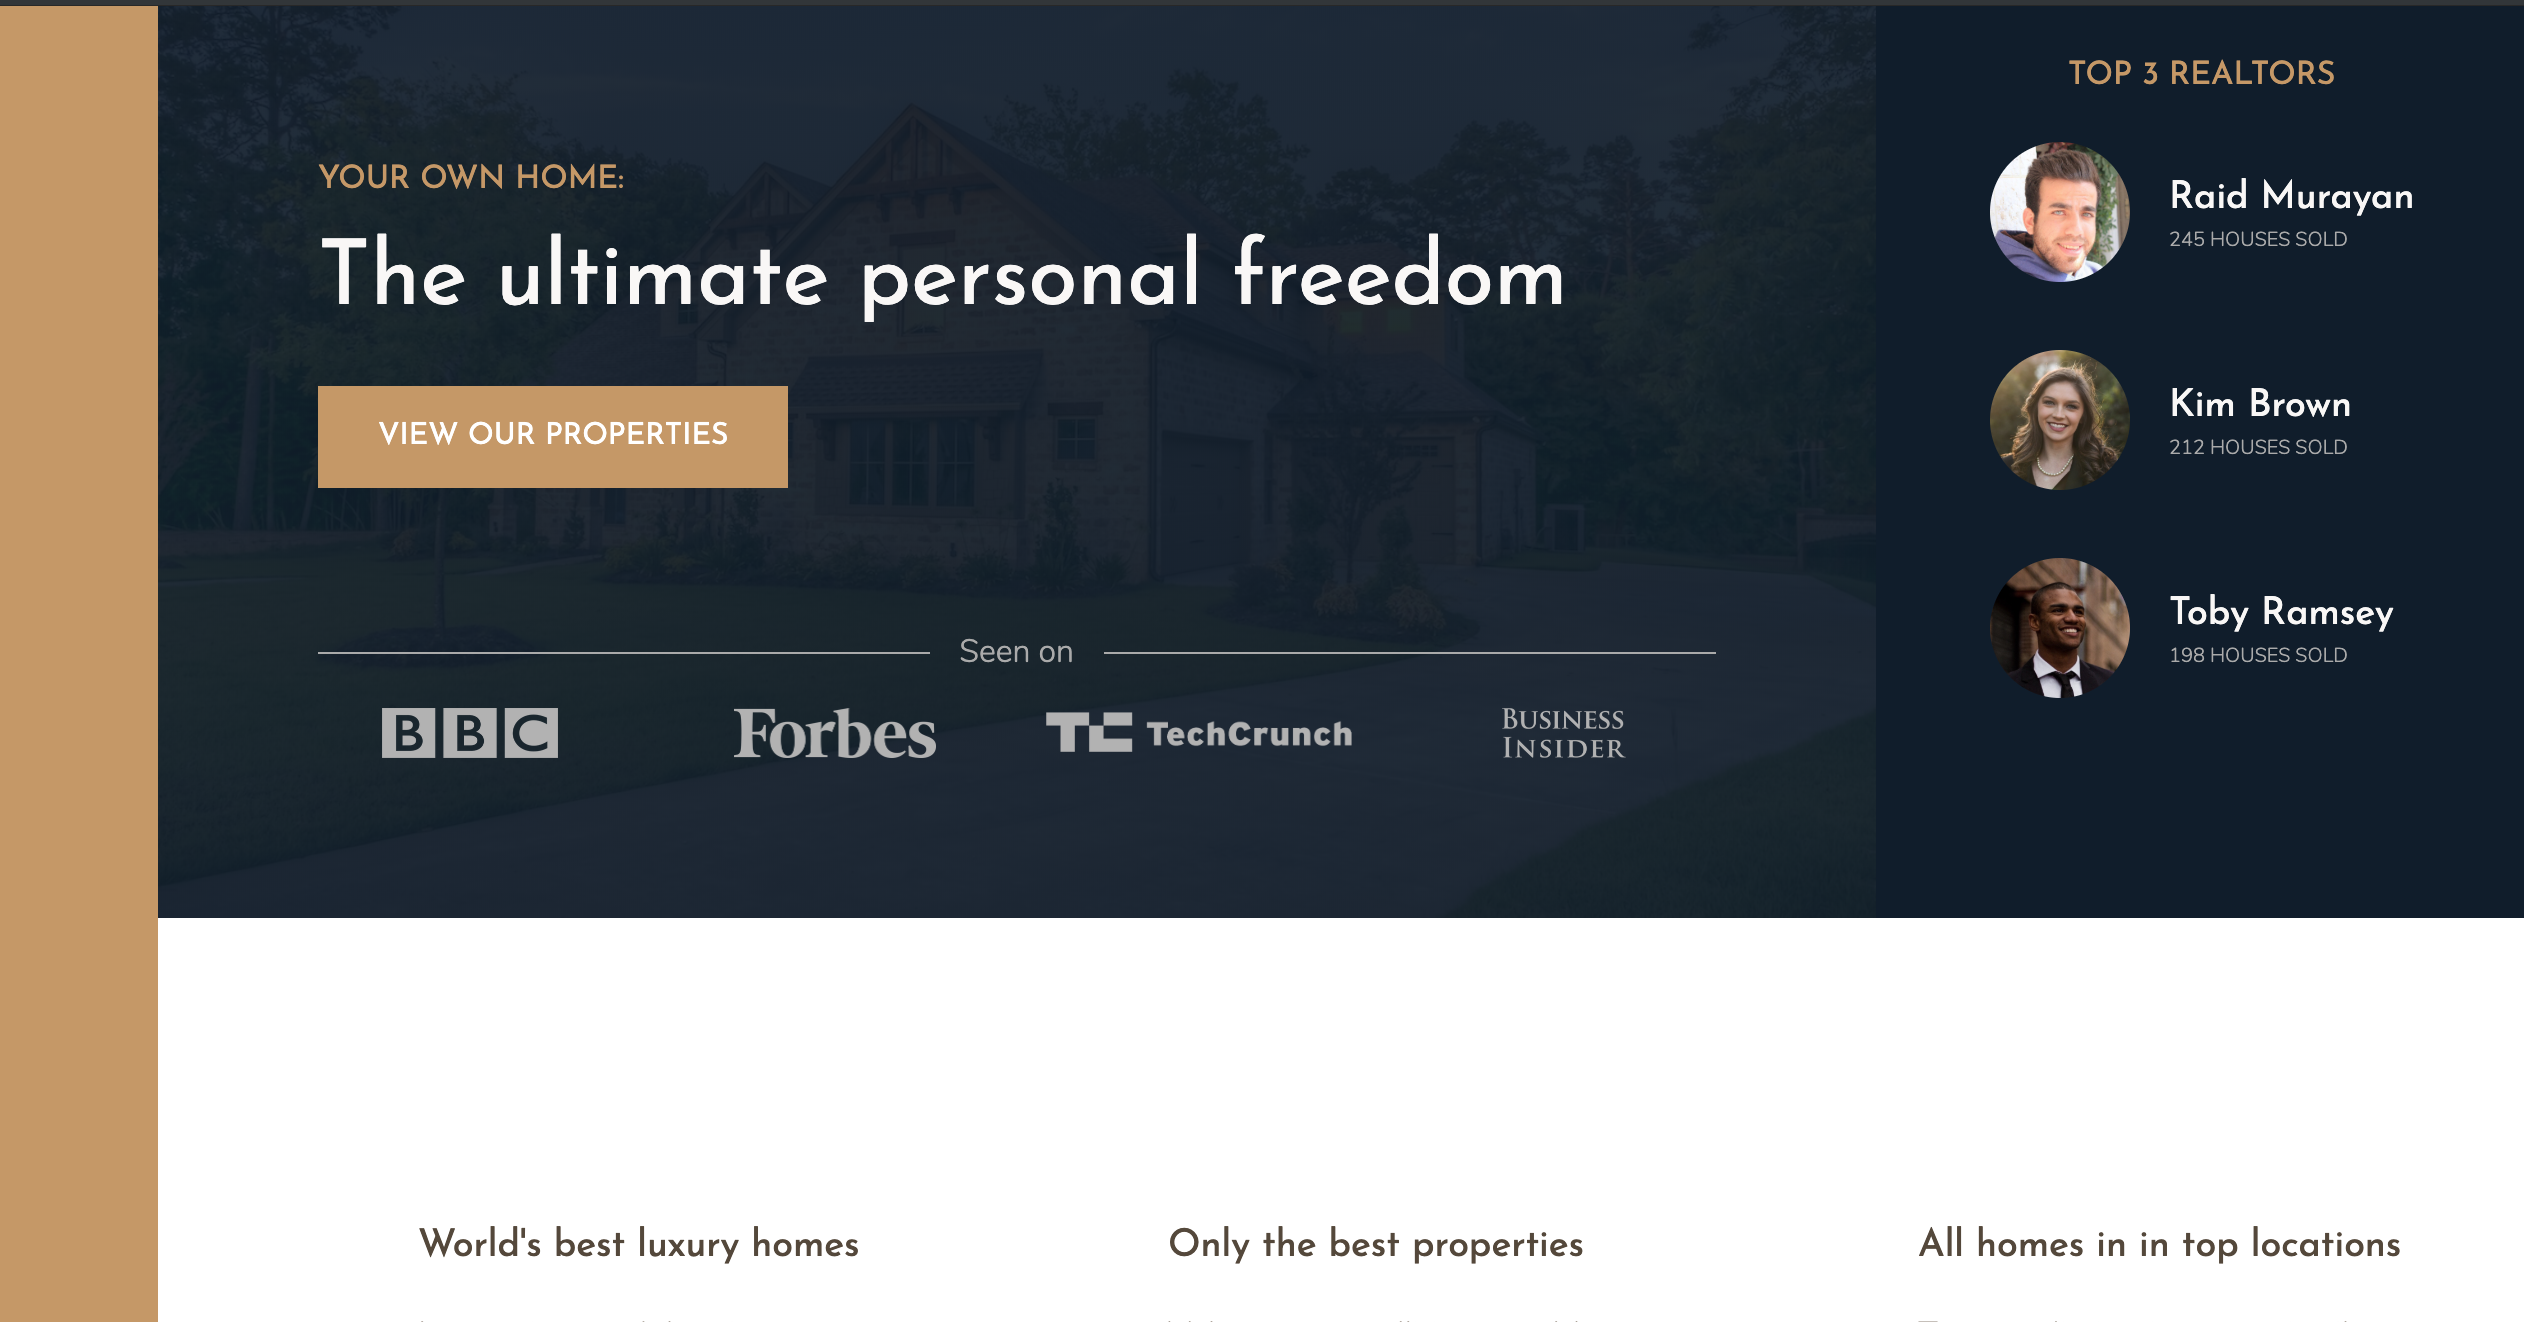 YOUR OWN HOME:
The ultimate personal freedom
VIEW OUR PROPERTIES
Seen on
BBC
Forbes
TC TechCrunch
BUSINESS
INSIDER
TOP 3 REALTORS
Raid Murayan
245 HOUSES SOLD
Kim Brown
212 HOUSES SOLD
Toby Ramsey
198 HOUSES SOLD
World's best luxury homes
Only the best properties
All homes in in top locations